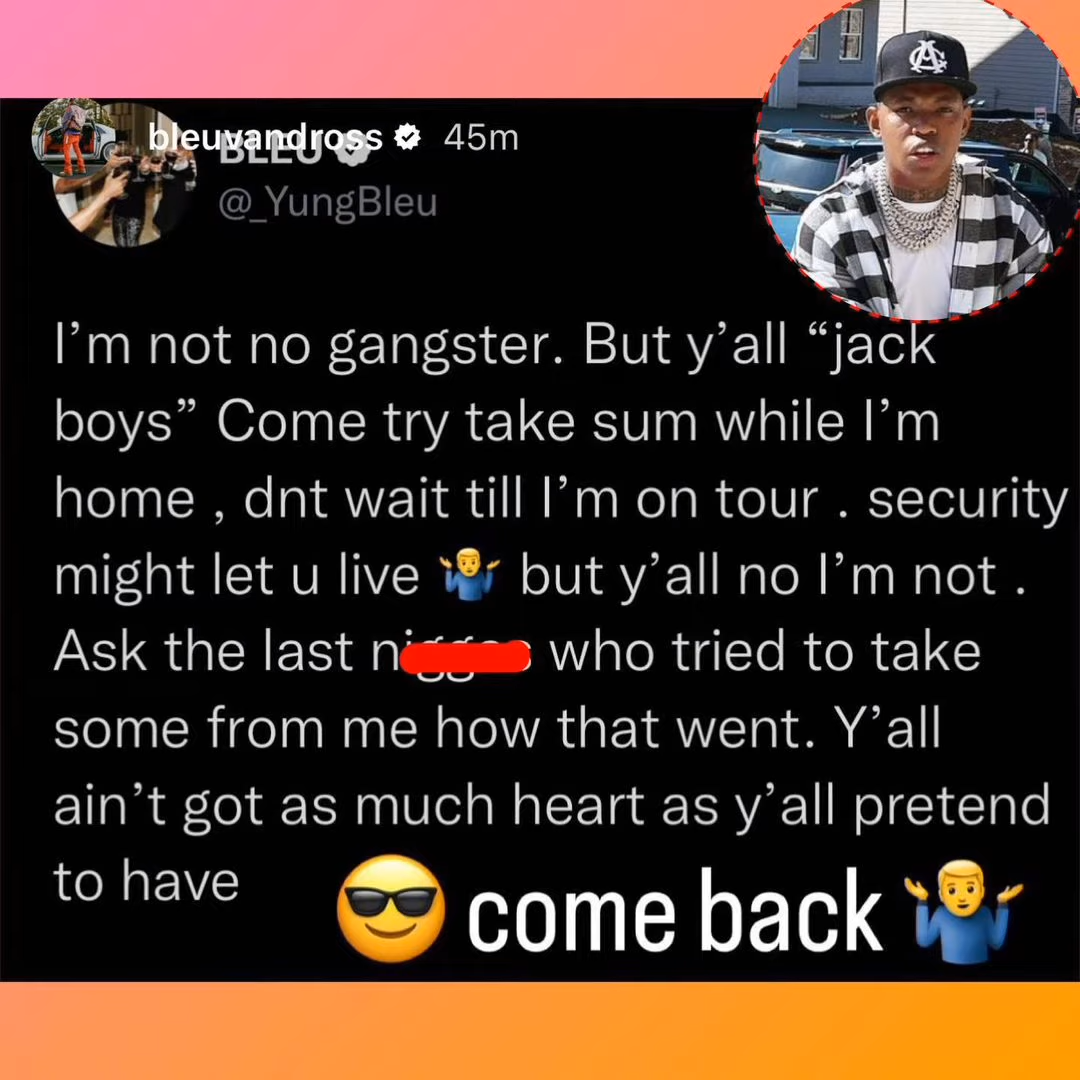 bleuvandross 45m
BLEU
@_YungBleu
I’m not no gangster. But y’all “jack
boys” Come try take sum while I’m
home , dnt wait till I’m on tour . security
might let u live 🤷‍♂️ but y’all no I’m not .
Ask the last who tried to take
some from me how that went. Y’all
ain’t got as much heart as y’all pretend
to have
😎 come back 🤷‍♂️